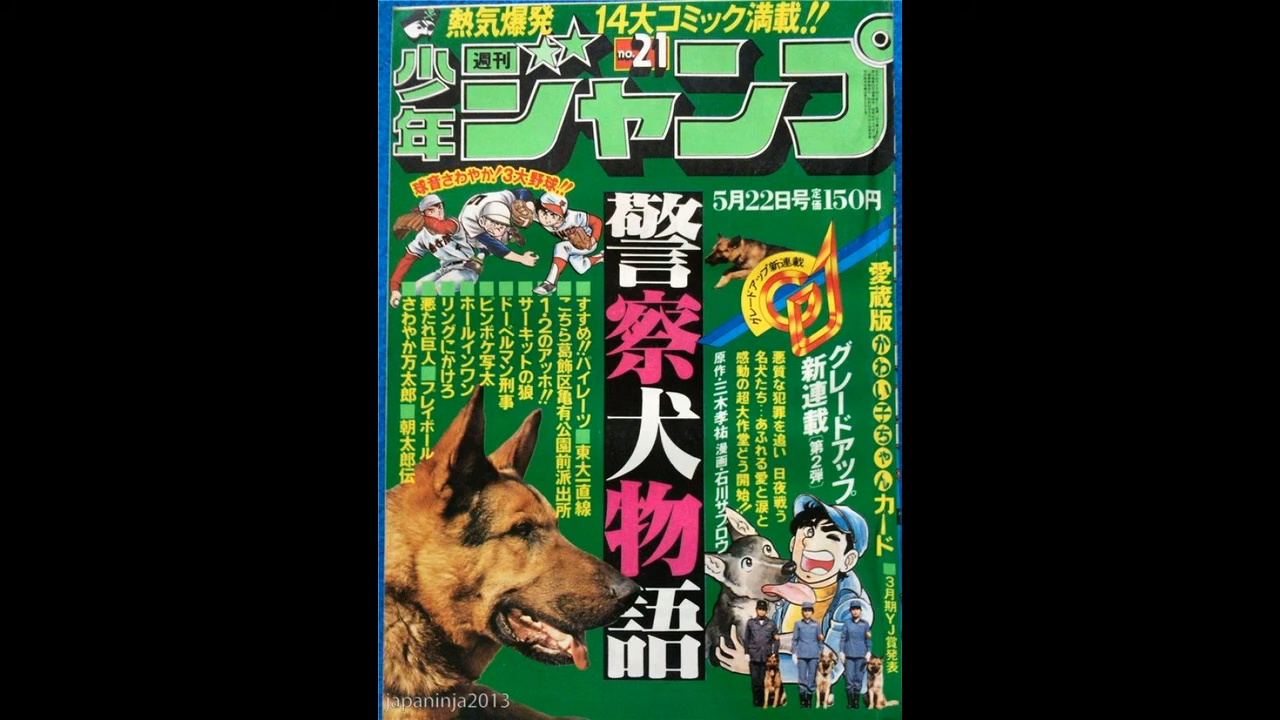 熱気爆発 14大コミック満載!!
週刊
少年
ジャンプ
no.21
球音さわやか!3大野球!!
5月22日号定価150円
警察犬物語
グレードアップ新連載
愛蔵版かわい子ちゃんカード
■3月期YJ賞発表
グレードアップ
新連載〔第2弾〕
悪質な犯罪を追い 日夜戦う
名犬たち…あふれる愛と涙と
感動の超大作堂どう開始!!
原作・三木孝祐 漫画・石川サブロウ
■すすめ!!パイレーツ■東大一直線
■こちら葛飾区亀有公園前派出所
■1・2のアッホ!!
■サーキットの狼
■ドーベルマン刑事
■ピンボケ写太
■ホールインワン
■リングにかけろ
■悪たれ巨人■プレイボール
■さわやか万太郎■朝太郎伝
japaninja2013